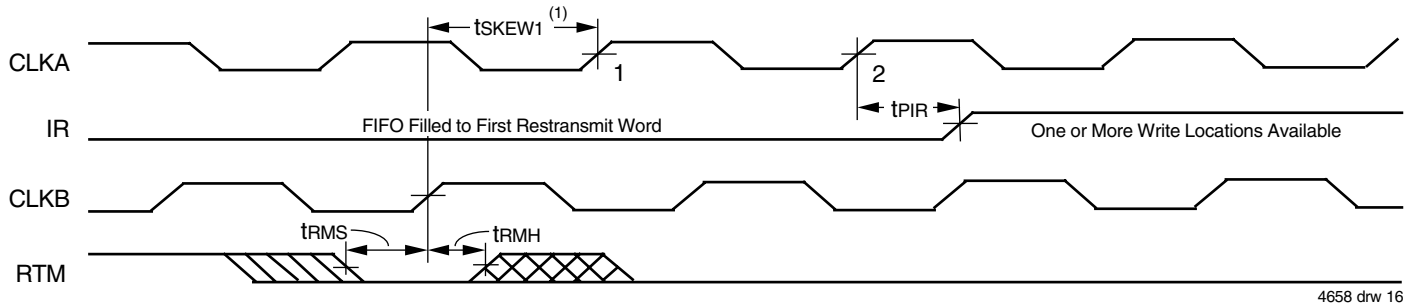 tSKEW1 (1)
CLKA
1
2
tPIR
IR
FIFO Filled to First Restransmit Word
One or More Write Locations Available
CLKB
tRMS
tRMH
RTM
4658 drw 16